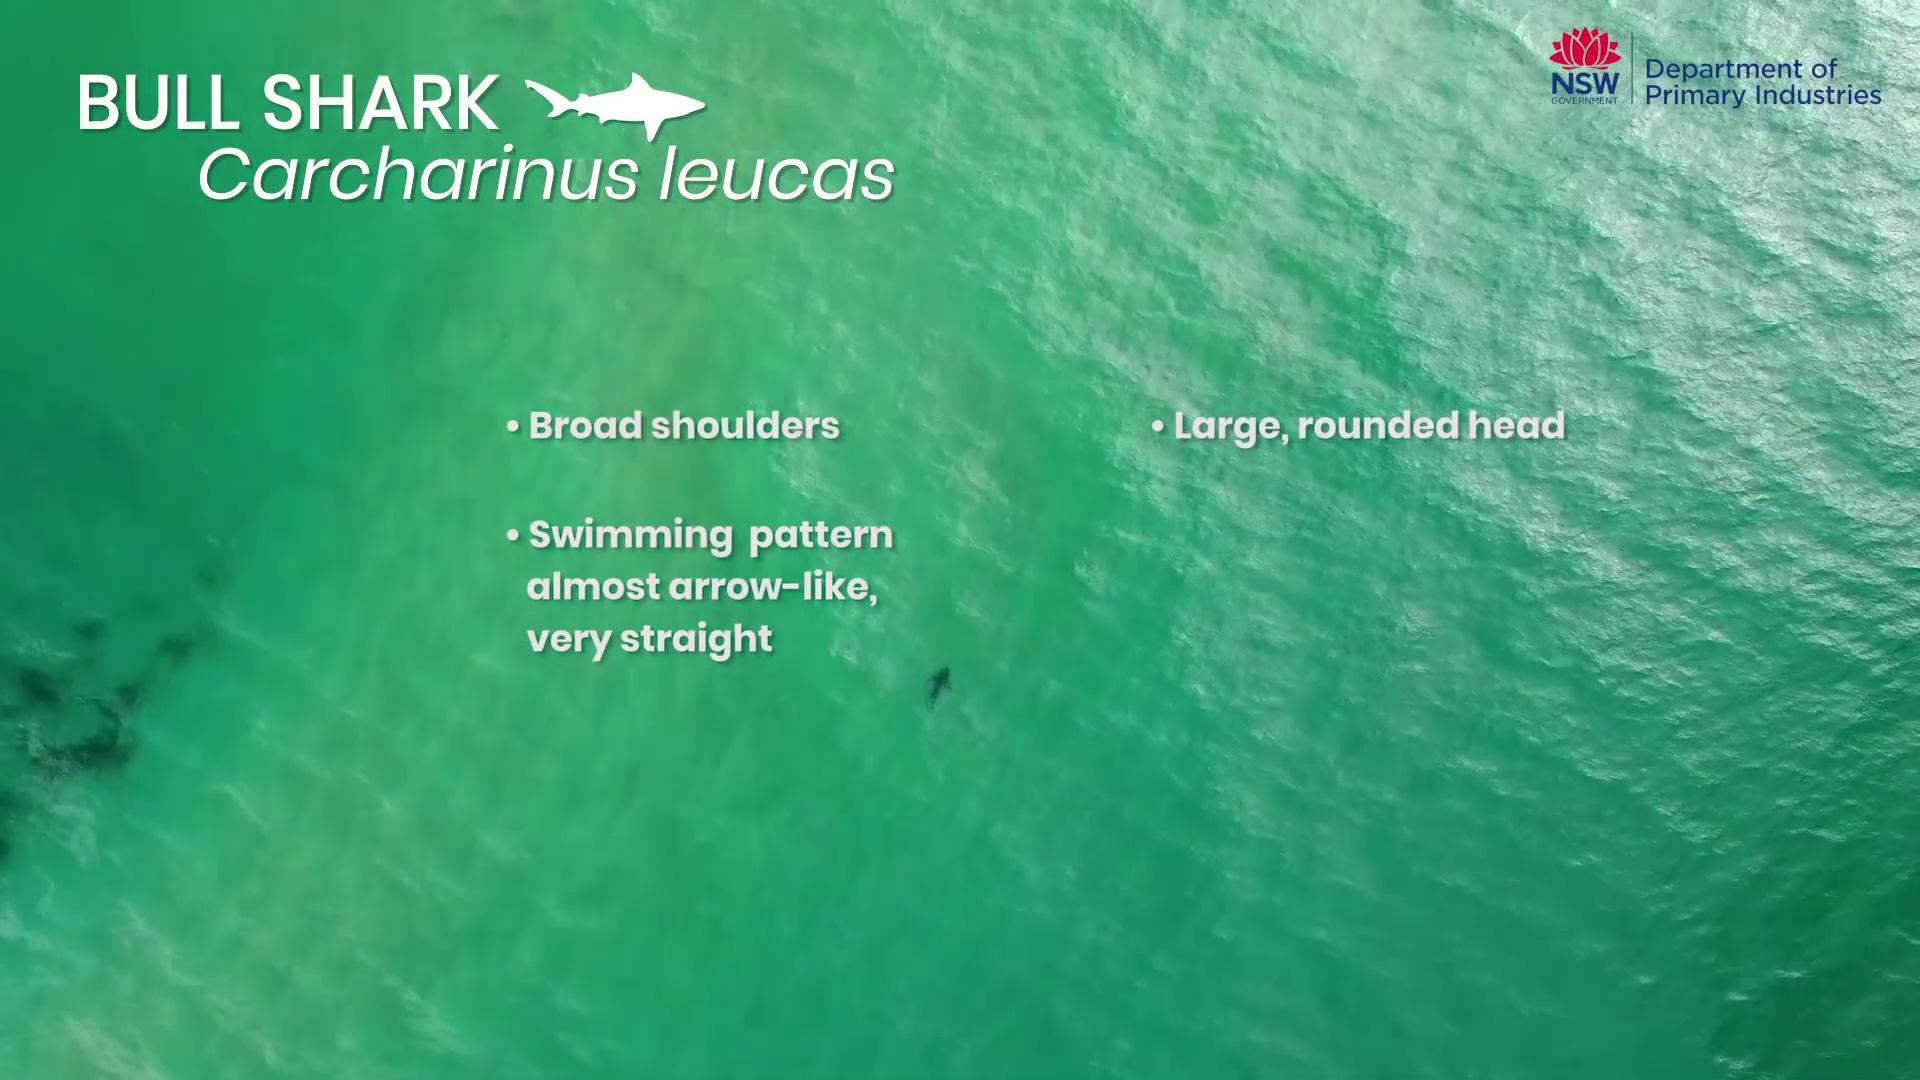 BULL SHARK
Carcharinus leucas
NSW
GOVERNMENT
Department of
Primary Industries
• Broad shoulders
• Swimming pattern
almost arrow-like,
very straight
• Large, rounded head